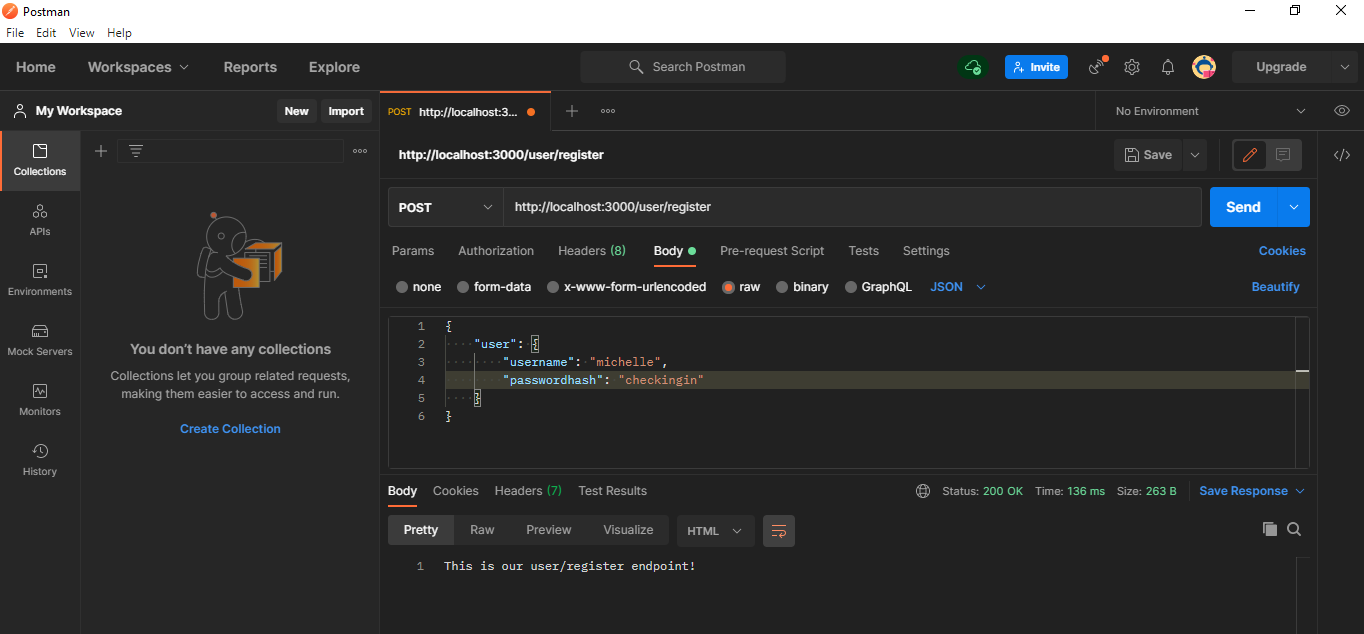 Postman
File Edit View Help
Home Workspaces Reports Explore Search Postman Invite Upgrade
My Workspace New Import POST http://localhost:3... No Environment
Collections
APIs
Environments
Mock Servers
Monitors
History
You don't have any collections
Collections let you group related requests,
making them easier to access and run.
Create Collection
http://localhost:3000/user/register Save
POST http://localhost:3000/user/register Send
Params Authorization Headers (8) Body Pre-request Script Tests Settings Cookies
none form-data x-www-form-urlencoded raw binary GraphQL JSON Beautify
1 {
2 "user": {
3 "username": "michelle",
4 "passwordhash": "checkingin"
5 }
6 }
Body Cookies Headers (7) Test Results Status: 200 OK Time: 136 ms Size: 263 B Save Response
Pretty Raw Preview Visualize HTML
1 This is our user/register endpoint!